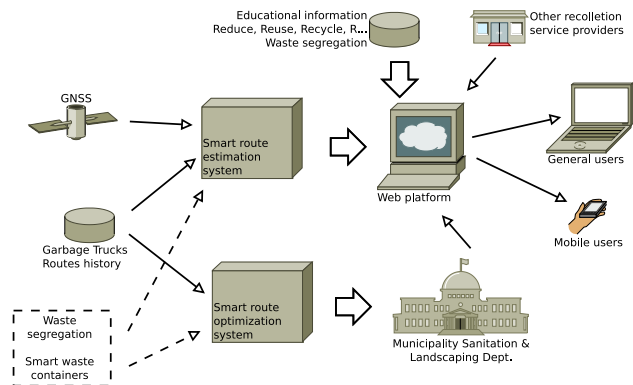 Educational information
Reduce, Reuse, Recycle, R...
Waste segregation
Other recolletion
service providers
GNSS
Smart route
estimation
system
Web platform
General users
Mobile users
Garbage Trucks
Routes history
Smart route
optimization
system
Municipality Sanitation &
Landscaping Dept.
Waste
segregation
Smart waste
containers